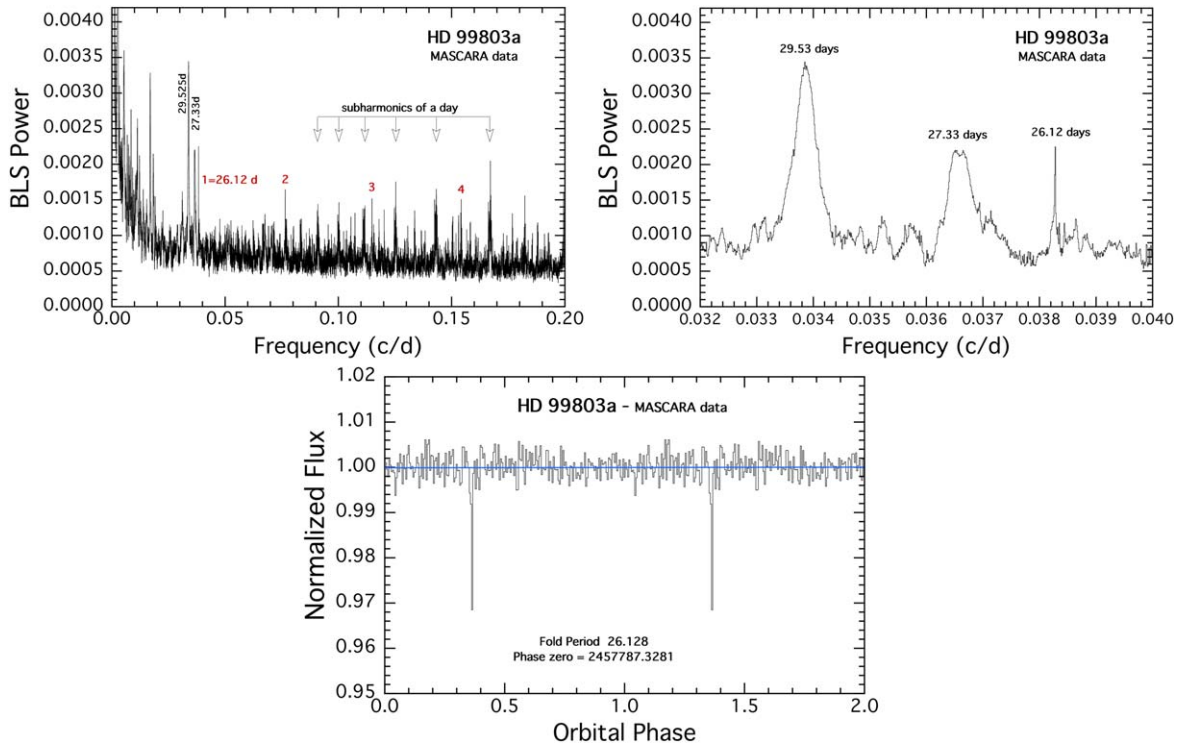 HD 99803a
MASCARA data
29.525d
27.33d
subharmonics of a day
1=26.12 d
2
3
4
BLS Power
0.0040
0.0035
0.0030
0.0025
0.0020
0.0015
0.0010
0.0005
0.0000
0.00 0.05 0.10 0.15 0.20
Frequency (c/d)
HD 99803a
MASCARA data
29.53 days
27.33 days
26.12 days
BLS Power
0.0040
0.0035
0.0030
0.0025
0.0020
0.0015
0.0010
0.0005
0.0000
0.032 0.033 0.034 0.035 0.036 0.037 0.038 0.039 0.040
Frequency (c/d)
HD 99803a - MASCARA data
Normalized Flux
1.02
1.01
1.00
0.99
0.98
0.97
0.96
0.95
Fold Period 26.128
Phase zero = 2457787.3281
0.0 0.5 1.0 1.5 2.0
Orbital Phase